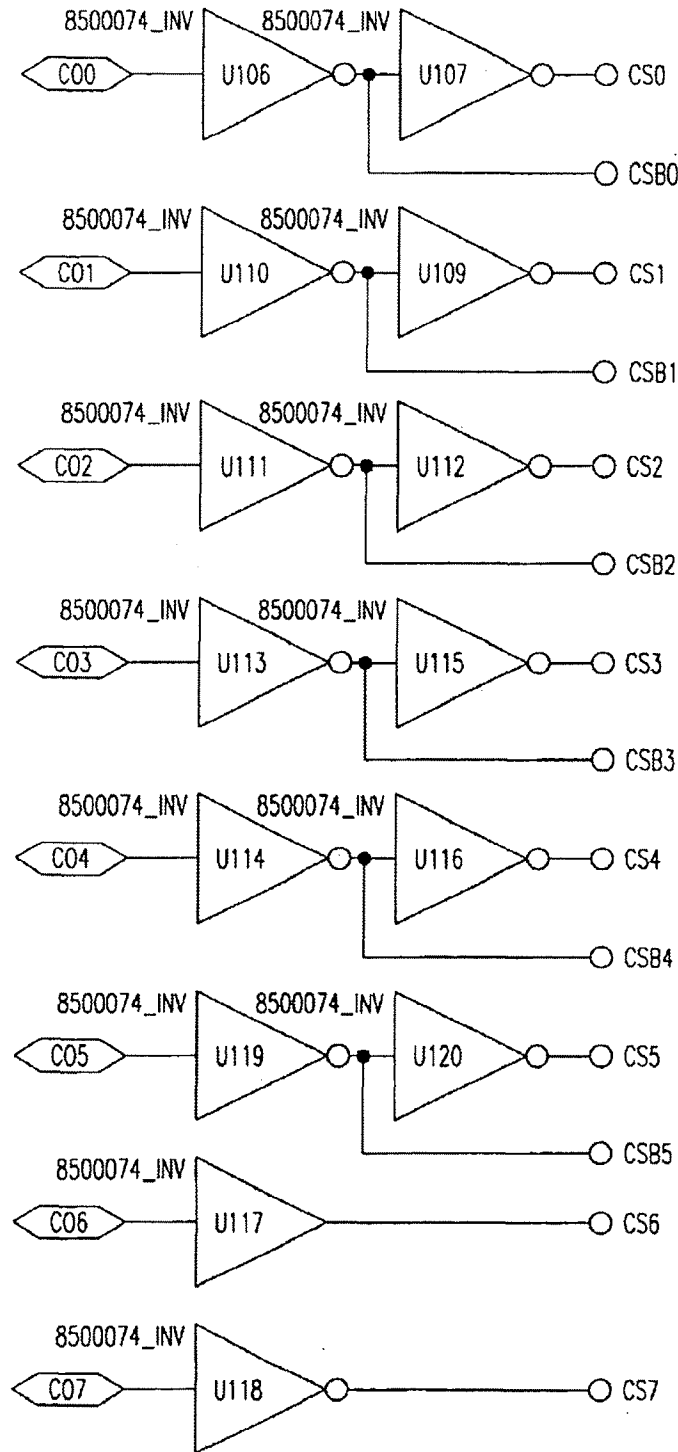 8500074_INV 8500074_INV
C00 U106 U107 CS0
CSB0
8500074_INV 8500074_INV
C01 U110 U109 CS1
CSB1
8500074_INV 8500074_INV
C02 U111 U112 CS2
CSB2
8500074_INV 8500074_INV
C03 U113 U115 CS3
CSB3
8500074_INV 8500074_INV
C04 U114 U116 CS4
CSB4
8500074_INV 8500074_INV
C05 U119 U120 CS5
CSB5
8500074_INV
C06 U117 CS6
8500074_INV
C07 U118 CS7